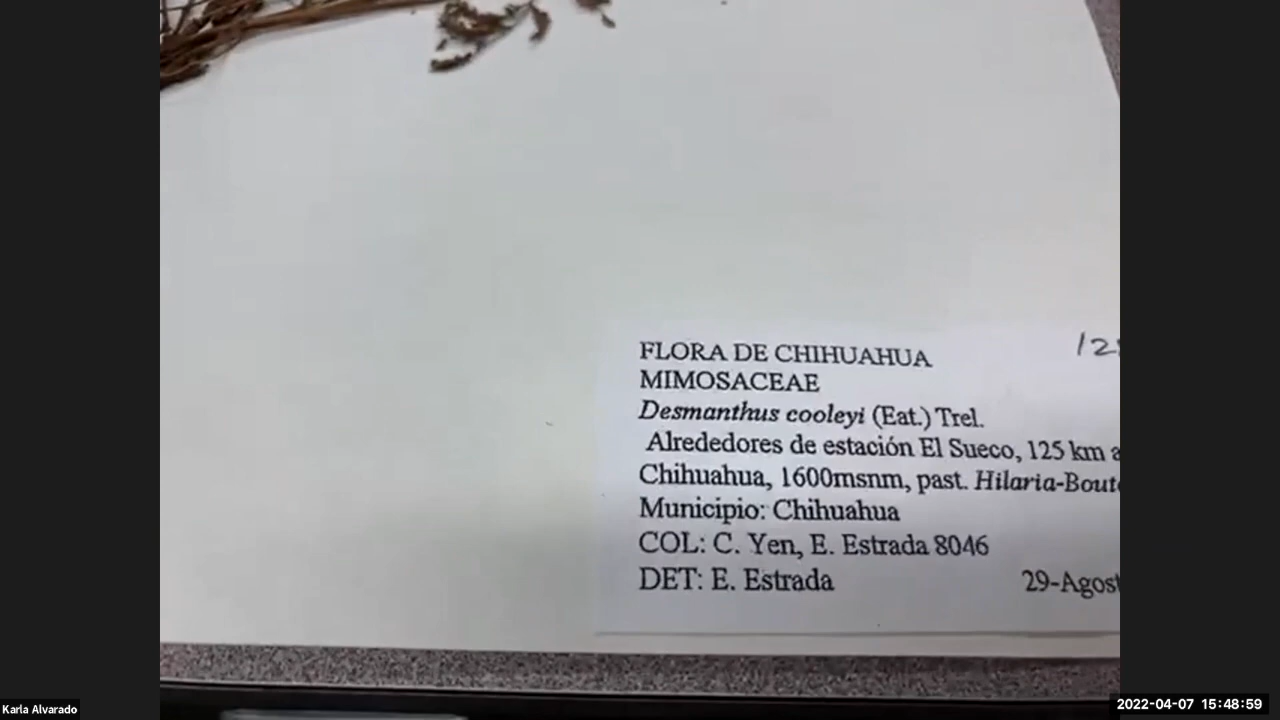 FLORA DE CHIHUAHUA
MIMOSACEAE
Desmanthus cooleyi (Eat.) Trel.
Alrededores de estación El Sueco, 125 km
Chihuahua, 1600msnm, past. Hilaria-
Municipio: Chihuahua
COL: C. Yen, E. Estrada 8046
DET: E. Estrada
Karla Alvarado
2022-04-07 15:48:59